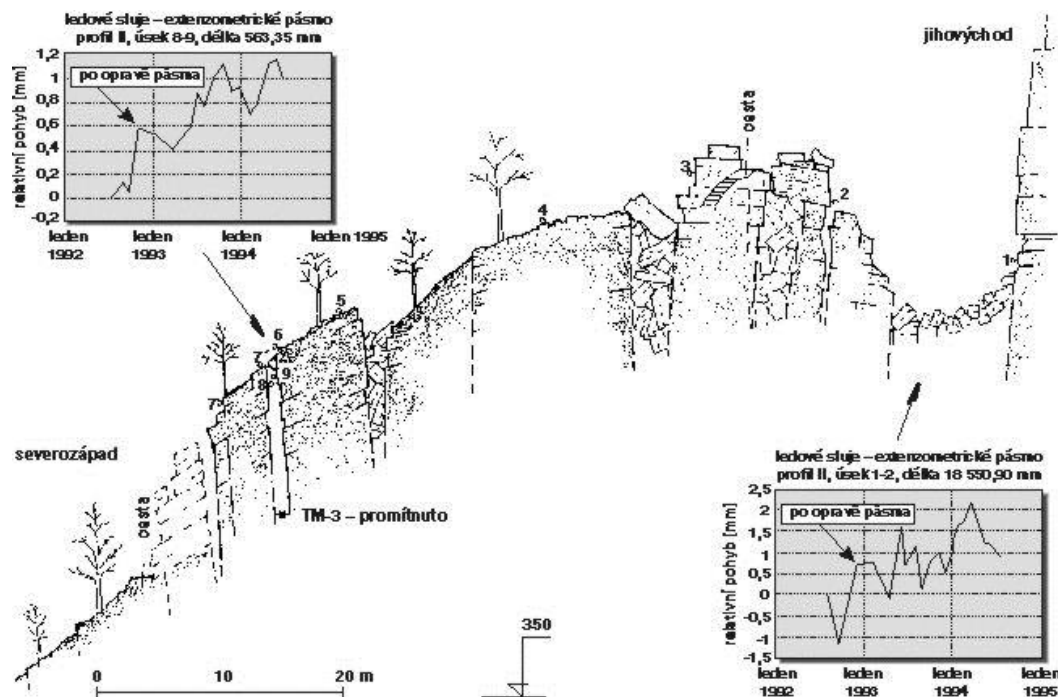 ledové sluje – extenzometrické pásmo
profil II, úsek 8-9, délka 563,35 mm
relativní pohyb [mm]
1,2
1
0,8
0,6
0,4
0,2
0
-0,2
po opravě pásma
leden 1992
leden 1993
leden 1994
leden 1995
jihovýchod
cesta
3
2
4
1
5
6
7
9
8
7
severozápad
cesta
TM-3 – promítnuto
ledové sluje – extenzometrické pásmo
profil II, úsek 1-2, délka 18 550,90 mm
relativní pohyb [mm]
2,5
2
1,5
1
0,5
0
-0,5
-1
-1,5
po opravě pásma
leden 1992
leden 1993
leden 1994
leden 1995
350
0 10 20 m